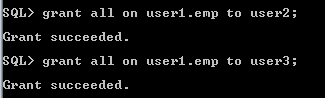 SQL> grant all on user1.emp to user2;
Grant succeeded.
SQL> grant all on user1.emp to user3;
Grant succeeded.